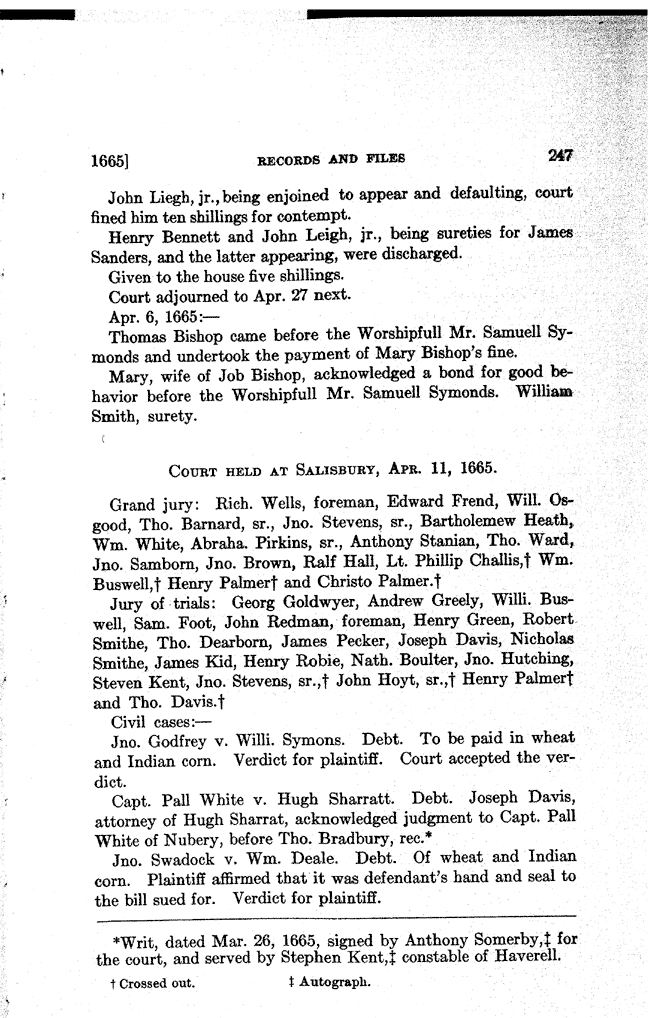 1665] RECORDS AND FILES 247
John Liegh, jr., being enjoined to appear and defaulting, court
fined him ten shillings for contempt.
Henry Bennett and John Leigh, jr., being sureties for James
Sanders, and the latter appearing, were discharged.
Given to the house five shillings.
Court adjourned to Apr. 27 next.
Apr. 6, 1665:—
Thomas Bishop came before the Worshipfull Mr. Samuell Sy-
monds and undertook the payment of Mary Bishop's fine.
Mary, wife of Job Bishop, acknowledged a bond for good be-
havior before the Worshipfull Mr. Samuell Symonds. William
Smith, surety.
COURT HELD AT SALISBURY, APR. 11, 1665.
Grand jury: Rich. Wells, foreman, Edward Frend, Will. Os-
good, Tho. Barnard, sr., Jno. Stevens, sr., Bartholemew Heath,
Wm. White, Abraha. Pirkins, sr., Anthony Stanian, Tho. Ward,
Jno. Samborn, Jno. Brown, Ralf Hall, Lt. Phillip Challis,† Wm.
Buswell,† Henry Palmer† and Christo Palmer.†
Jury of trials: Georg Goldwyer, Andrew Greely, Willi. Bus-
well, Sam. Foot, John Redman, foreman, Henry Green, Robert
Smithe, Tho. Dearborn, James Pecker, Joseph Davis, Nicholas
Smithe, James Kid, Henry Robie, Nath. Boulter, Jno. Hutching,
Steven Kent, Jno. Stevens, sr.,† John Hoyt, sr.,† Henry Palmer†
and Tho. Davis.†
Civil cases:—
Jno. Godfrey v. Willi. Symons. Debt. To be paid in wheat
and Indian corn. Verdict for plaintiff. Court accepted the ver-
dict.
Capt. Pall White v. Hugh Sharratt. Debt. Joseph Davis,
attorney of Hugh Sharrat, acknowledged judgment to Capt. Pall
White of Nubery, before Tho. Bradbury, rec.*
Jno. Swadock v. Wm. Deale. Debt. Of wheat and Indian
corn. Plaintiff affirmed that it was defendant's hand and seal to
the bill sued for. Verdict for plaintiff.
*Writ, dated Mar. 26, 1665, signed by Anthony Somerby,‡ for
the court, and served by Stephen Kent,‡ constable of Haverell.
† Crossed out. ‡ Autograph.